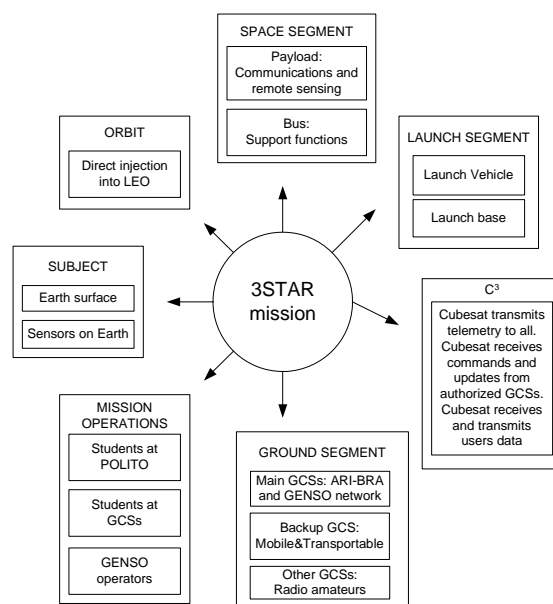 SPACE SEGMENT
Payload:
Communications and
remote sensing
Bus:
Support functions
ORBIT
Direct injection
into LEO
LAUNCH SEGMENT
Launch Vehicle
Launch base
SUBJECT
Earth surface
Sensors on Earth
3STAR
mission
C³
Cubesat transmits
telemetry to all.
Cubesat receives
commands and
updates from
authorized GCSs.
Cubesat receives
and transmits
users data
MISSION
OPERATIONS
Students at
POLITO
Students at
GCSs
GENSO
operators
GROUND SEGMENT
Main GCSs: ARI-BRA
and GENSO network
Backup GCS:
Mobile&Transportable
Other GCSs:
Radio amateurs